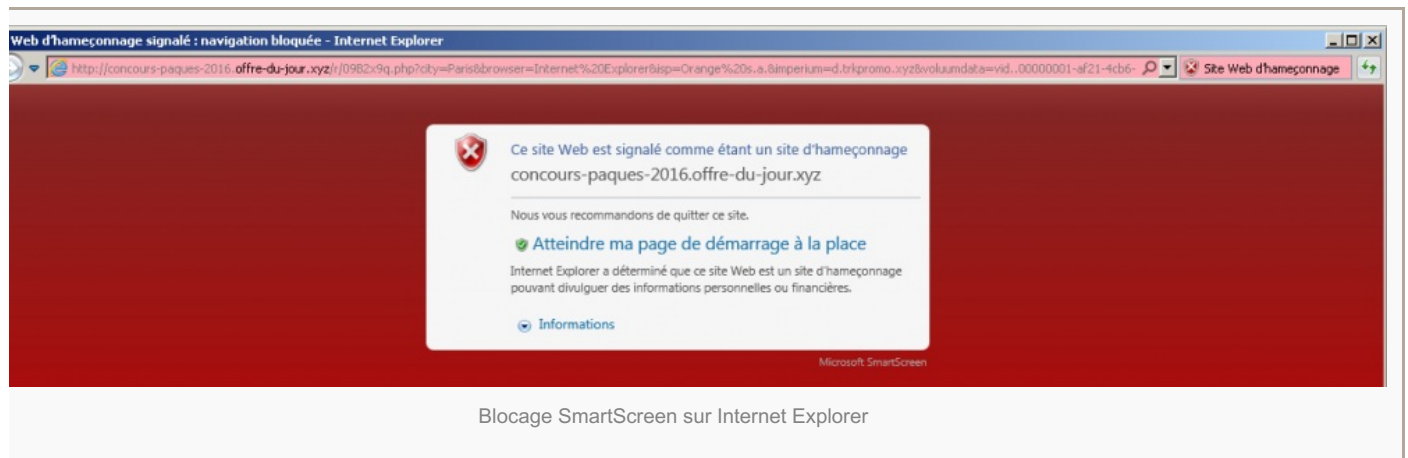 Web d'hameçonnage signalé : navigation bloquée - Internet Explorer
http://concours-paques-2016.offre-du-jour.xyz/r/0982x9q.php?city=Paris&browser=Internet%20Explorer&isp=Orange%20s.a.&imperium=d.trkpromo.xyz&voluumdata=vid..00000001-af21-4cb6- Site Web d'hameçonnage
Ce site Web est signalé comme étant un site d'hameçonnage
concours-paques-2016.offre-du-jour.xyz
Nous vous recommandons de quitter ce site.
Atteindre ma page de démarrage à la place
Internet Explorer a déterminé que ce site Web est un site d'hameçonnage
pouvant divulguer des informations personnelles ou financières.
Informations
Microsoft SmartScreen
Blocage SmartScreen sur Internet Explorer